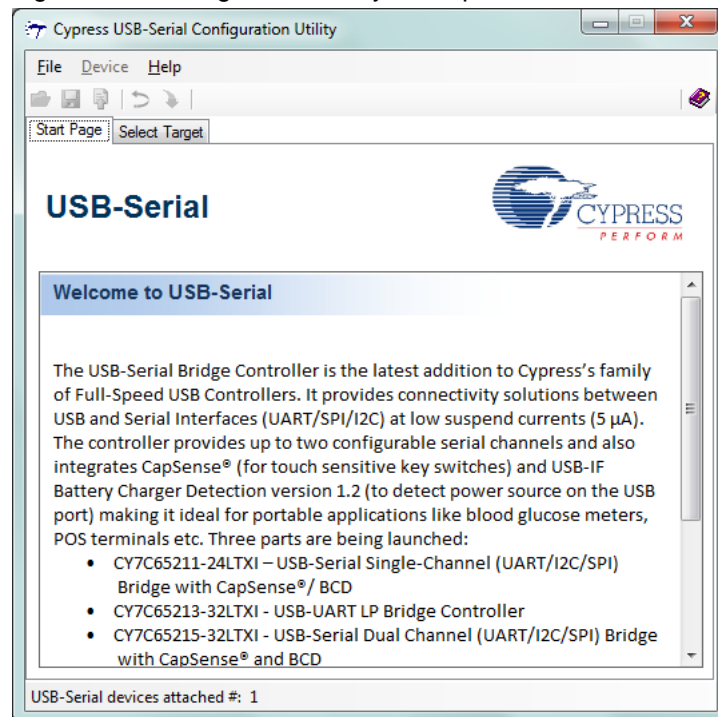 Cypress USB-Serial Configuration Utility
File Device Help
Start Page Select Target
USB-Serial
CYPRESS
PERFORM
Welcome to USB-Serial
The USB-Serial Bridge Controller is the latest addition to Cypress's family
of Full-Speed USB Controllers. It provides connectivity solutions between
USB and Serial Interfaces (UART/SPI/I2C) at low suspend currents (5 µA).
The controller provides up to two configurable serial channels and also
integrates CapSense® (for touch sensitive key switches) and USB-IF
Battery Charger Detection version 1.2 (to detect power source on the USB
port) making it ideal for portable applications like blood glucose meters,
POS terminals etc. Three parts are being launched:
• CY7C65211-24LTXI – USB-Serial Single-Channel (UART/I2C/SPI)
Bridge with CapSense®/ BCD
• CY7C65213-32LTXI - USB-UART LP Bridge Controller
• CY7C65215-32LTXI - USB-Serial Dual Channel (UART/I2C/SPI) Bridge
with CapSense® and BCD
USB-Serial devices attached #: 1